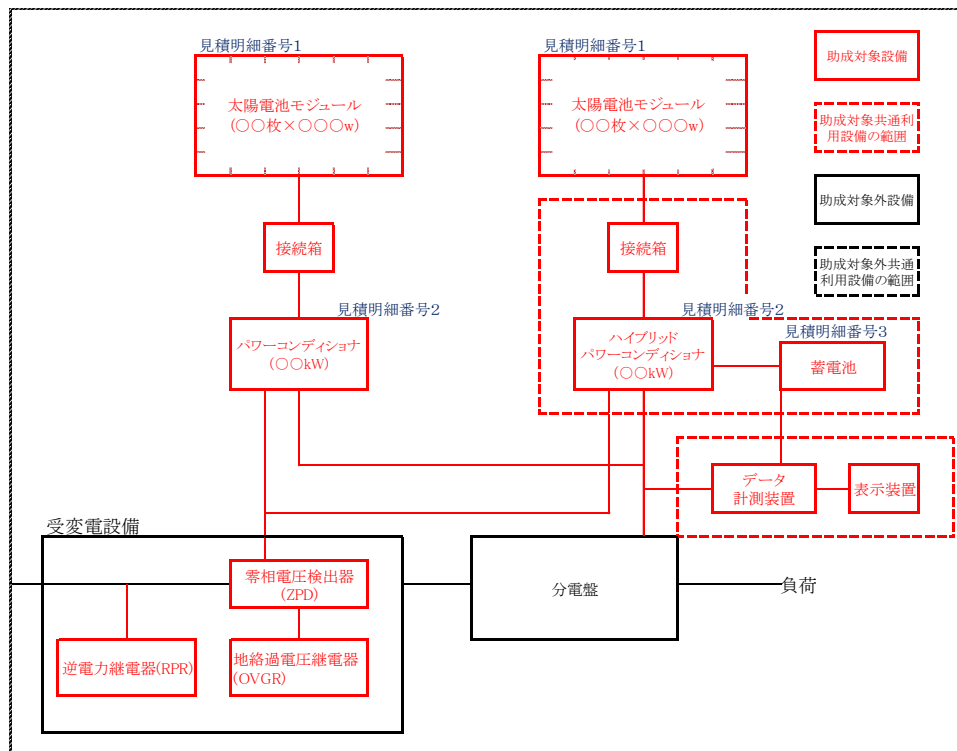 見積明細番号1
見積明細番号1
太陽電池モジュール
(○○枚×○○○w)
太陽電池モジュール
(○○枚×○○○w)
助成対象設備
助成対象共通利
用設備の範囲
助成対象外設備
助成対象外共通
利用設備の範囲
接続箱
接続箱
見積明細番号2
パワーコンディショナ
(○○kW)
見積明細番号2
ハイブリッド
パワーコンディショナ
(○○kW)
見積明細番号3
蓄電池
データ
計測装置
表示装置
受変電設備
零相電圧検出器
(ZPD)
逆電力継電器(RPR)
地絡過電圧継電器
(OVGR)
分電盤
負荷